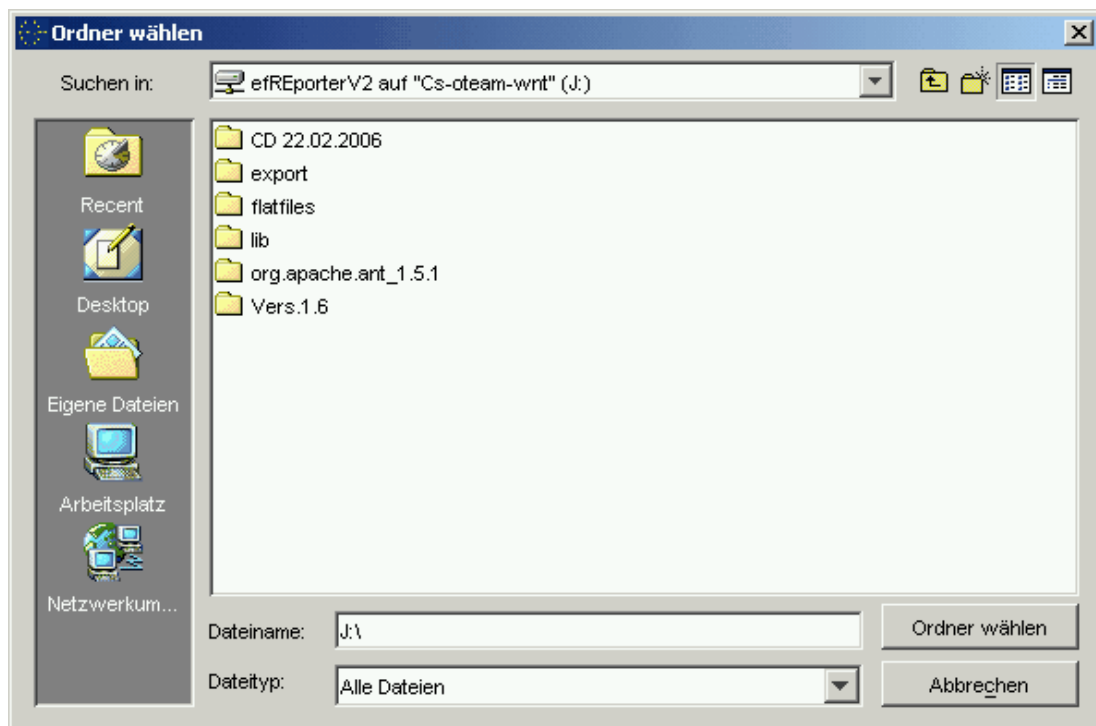 Ordner wählen
Suchen in: efREporterV2 auf "Cs-oteam-wnt" (J:)
Recent
Desktop
Eigene Dateien
Arbeitsplatz
Netzwerkum...
CD 22.02.2006
export
flatfiles
lib
org.apache.ant_1.5.1
Vers.1.6
Dateiname: J:\
Ordner wählen
Dateityp: Alle Dateien
Abbrechen